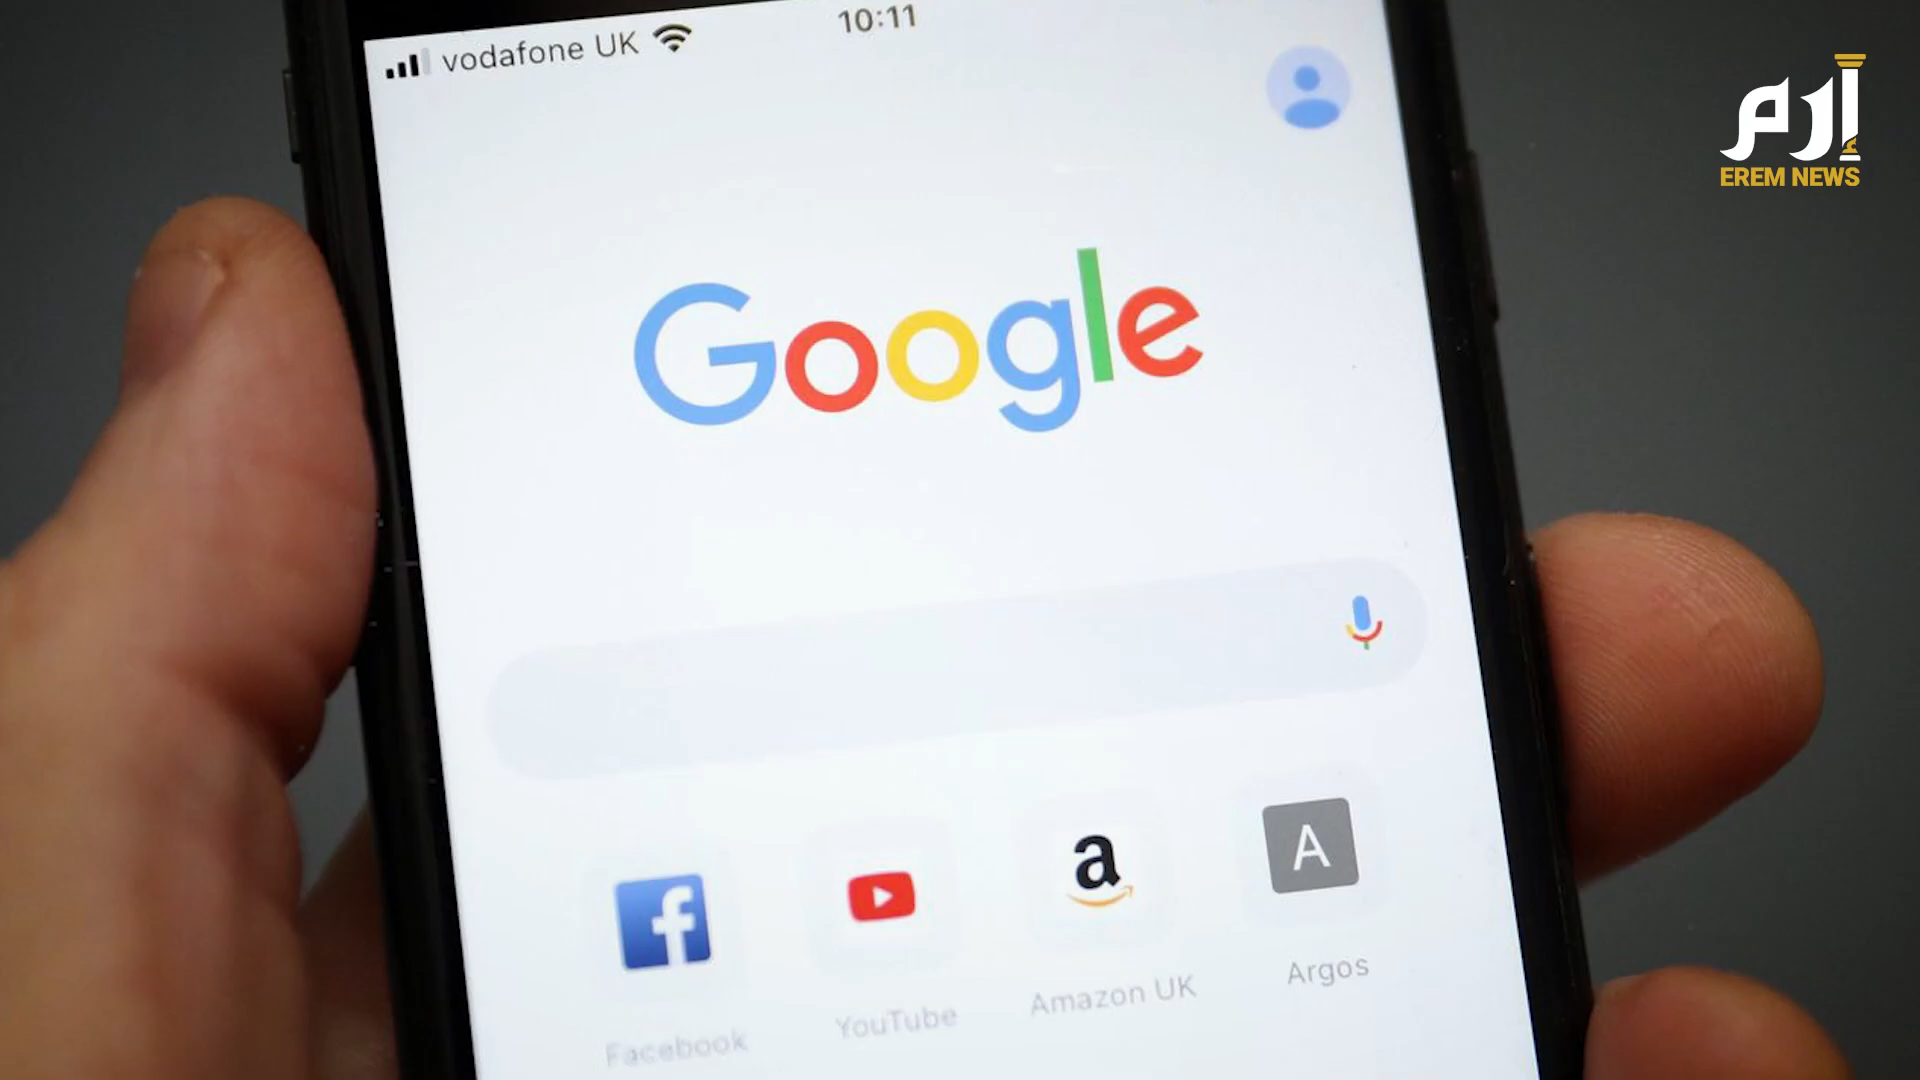 vodafone UK
10:11
إرم
EREM NEWS
Google
a
A
Facebook
YouTube
Amazon UK
Argos